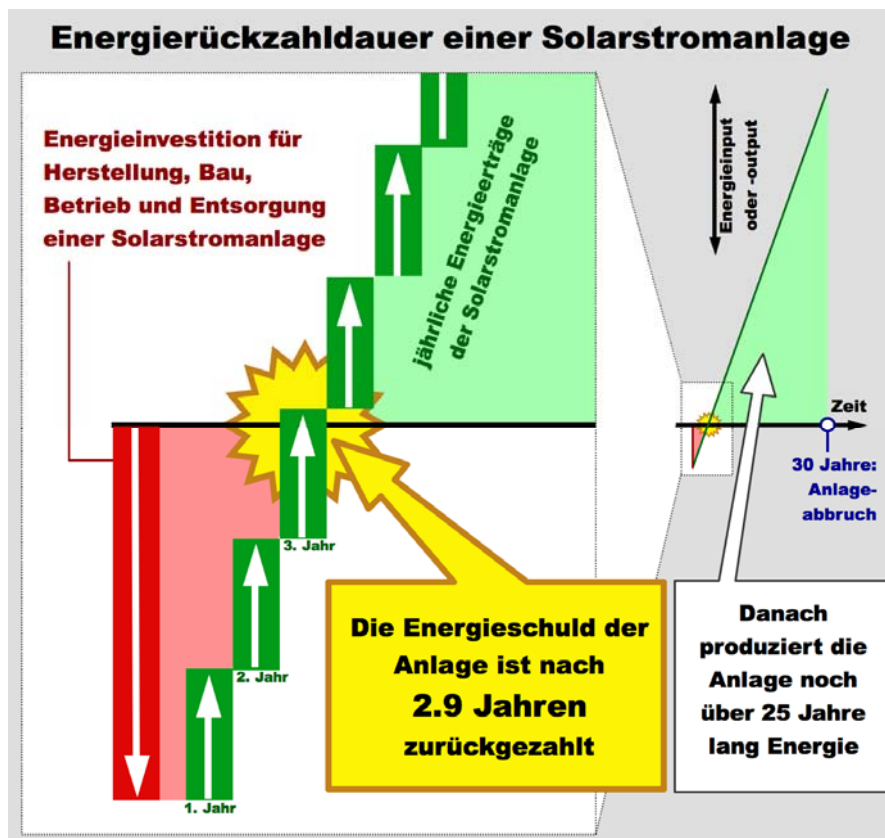 Energierückzahldauer einer Solarstromanlage
Energieinvestition für
Herstellung, Bau,
Betrieb und Entsorgung
einer Solarstromanlage
jährliche Energieerträge
der Solarstromanlage
3. Jahr
2. Jahr
1. Jahr
Die Energieschuld der
Anlage ist nach
2.9 Jahren
zurückgezahlt
Energieinput
oder -output
Zeit
30 Jahre:
Anlage-
abbruch
Danach
produziert die
Anlage noch
über 25 Jahre
lang Energie